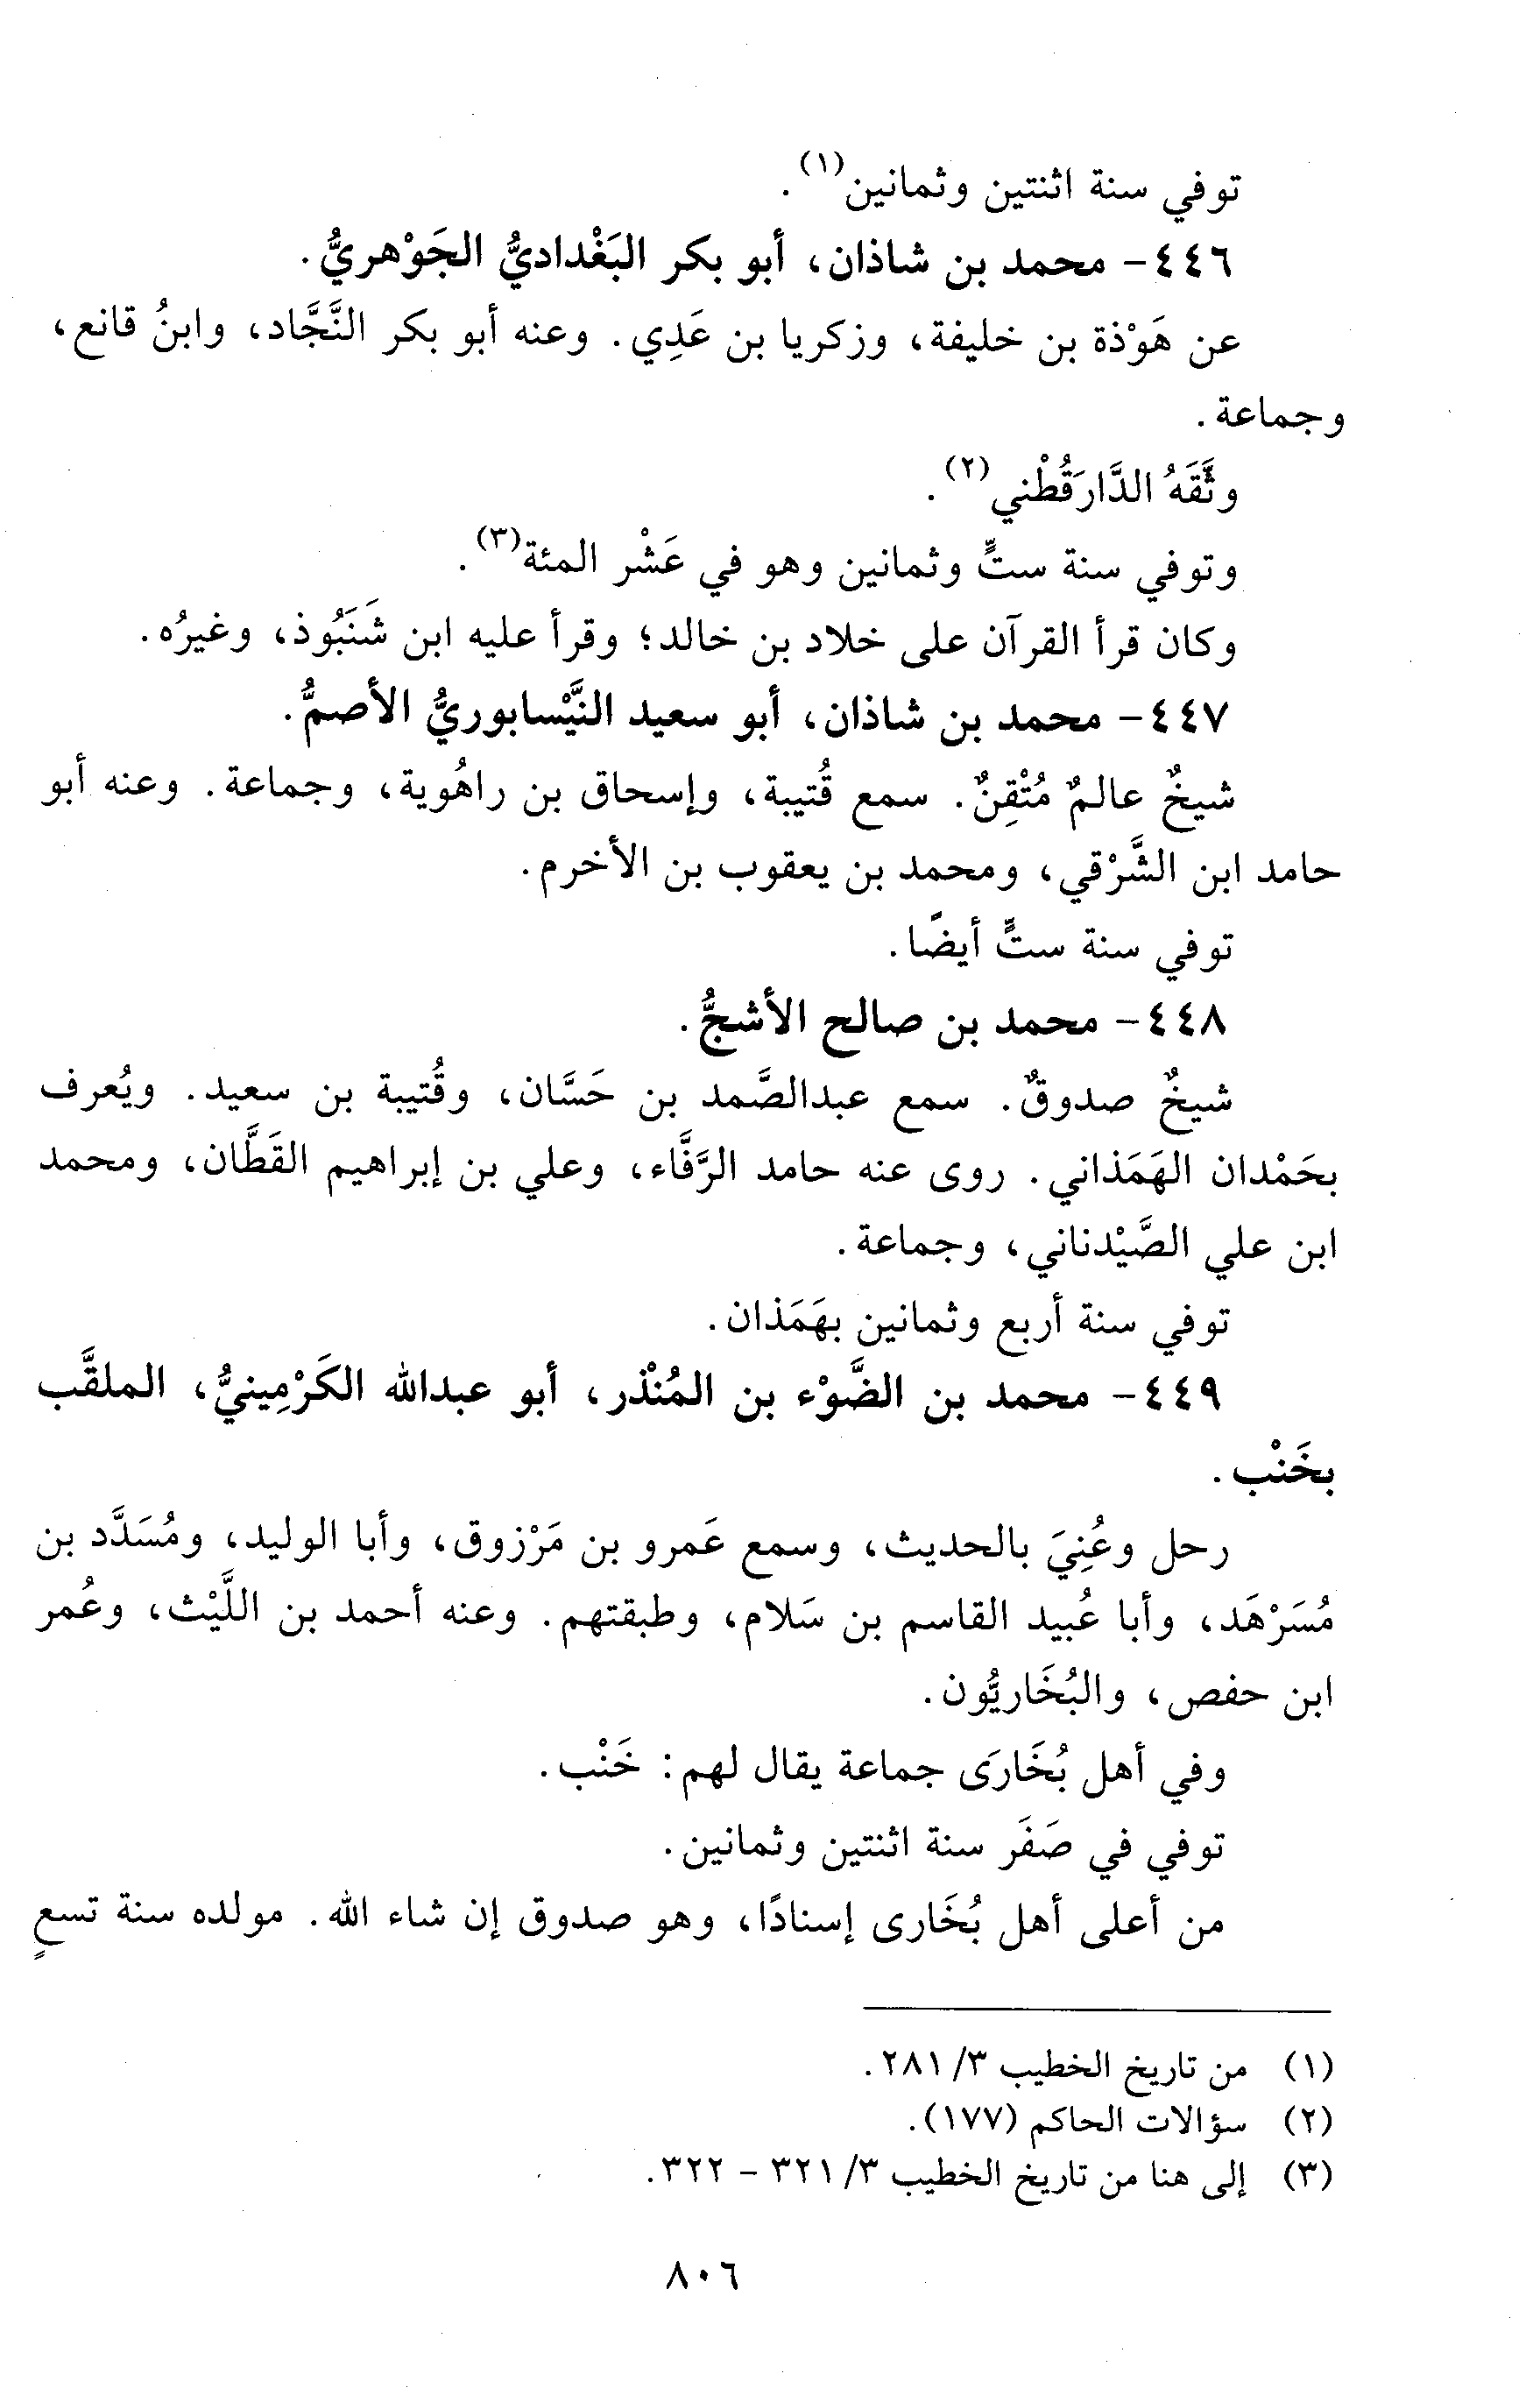 توفي سنة اثنتين وثمانين(١).
٤٤٦- محمد بن شاذان، أبو بكر البَغْداديُّ الجَوْهريُّ.
عن هَوْذة بن خليفة، وزكريا بن عَدِي. وعنه أبو بكر النَّجَّاد، وابنُ قانع،
وجماعة.
وثَّقَهُ الدَّارَقُطْني(٢).
وتوفي سنة ستٍّ وثمانين وهو في عَشْر المئة(٣).
وكان قرأ القرآن على خلاد بن خالد؛ وقرأ عليه ابن شَنَبُوذ، وغيرُه.
٤٤٧- محمد بن شاذان، أبو سعيد النَّيْسابوريُّ الأصمُّ.
شيخٌ عالمٌ مُتْقِنٌ. سمع قُتيبة، وإسحاق بن راهُوية، وجماعة. وعنه أبو
حامد ابن الشَّرْقي، ومحمد بن يعقوب بن الأخرم.
توفي سنة ستٍّ أيضًا.
٤٤٨- محمد بن صالح الأشجُّ.
شيخٌ صدوقٌ. سمع عبدالصَّمد بن حَسَّان، وقُتيبة بن سعيد. ويُعرف
بحَمْدان الهَمَذاني. روى عنه حامد الرَّفَّاء، وعلي بن إبراهيم القَطَّان، ومحمد
ابن علي الصَّيْدناني، وجماعة.
توفي سنة أربع وثمانين بهَمَذان.
٤٤٩- محمد بن الضَّوْء بن المُنْذر، أبو عبدالله الكَرْمِينيُّ، الملقَّب
بخَنْب.
رحل وعُنِيَ بالحديث، وسمع عَمرو بن مَرْزوق، وأبا الوليد، ومُسَدَّد بن
مُسَرْهَد، وأبا عُبيد القاسم بن سَلام، وطبقتهم. وعنه أحمد بن اللَّيْث، وعُمر
ابن حفص، والبُخَاريُّون.
وفي أهل بُخَارَى جماعة يقال لهم: خَنْب.
توفي في صَفَر سنة اثنتين وثمانين.
من أعلى أهل بُخَارى إسنادًا، وهو صدوق إن شاء الله. مولده سنة تسعٍ
(١) من تاريخ الخطيب ٣/ ٢٨١.
(٢) سؤالات الحاكم (١٧٧).
(٣) إلى هنا من تاريخ الخطيب ٣/ ٣٢١ - ٣٢٢.
٨٠٦